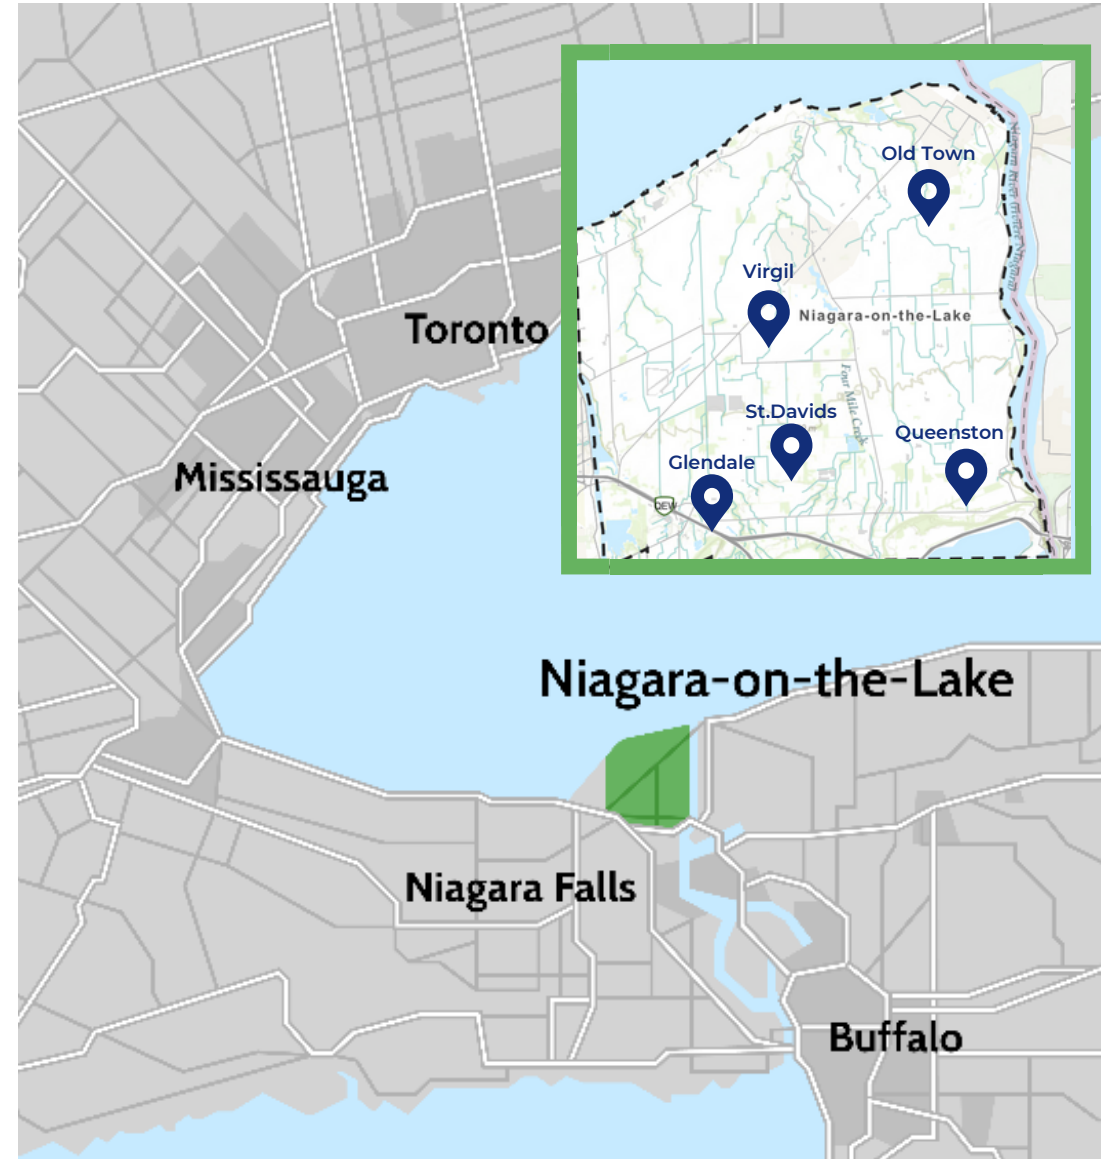 Old Town
Virgil
Niagara-on-the-Lake
Toronto
Four Mile Creek
St.Davids
Queenston
Glendale
Mississauga
QEW
Niagara-on-the-Lake
Niagara Falls
Buffalo